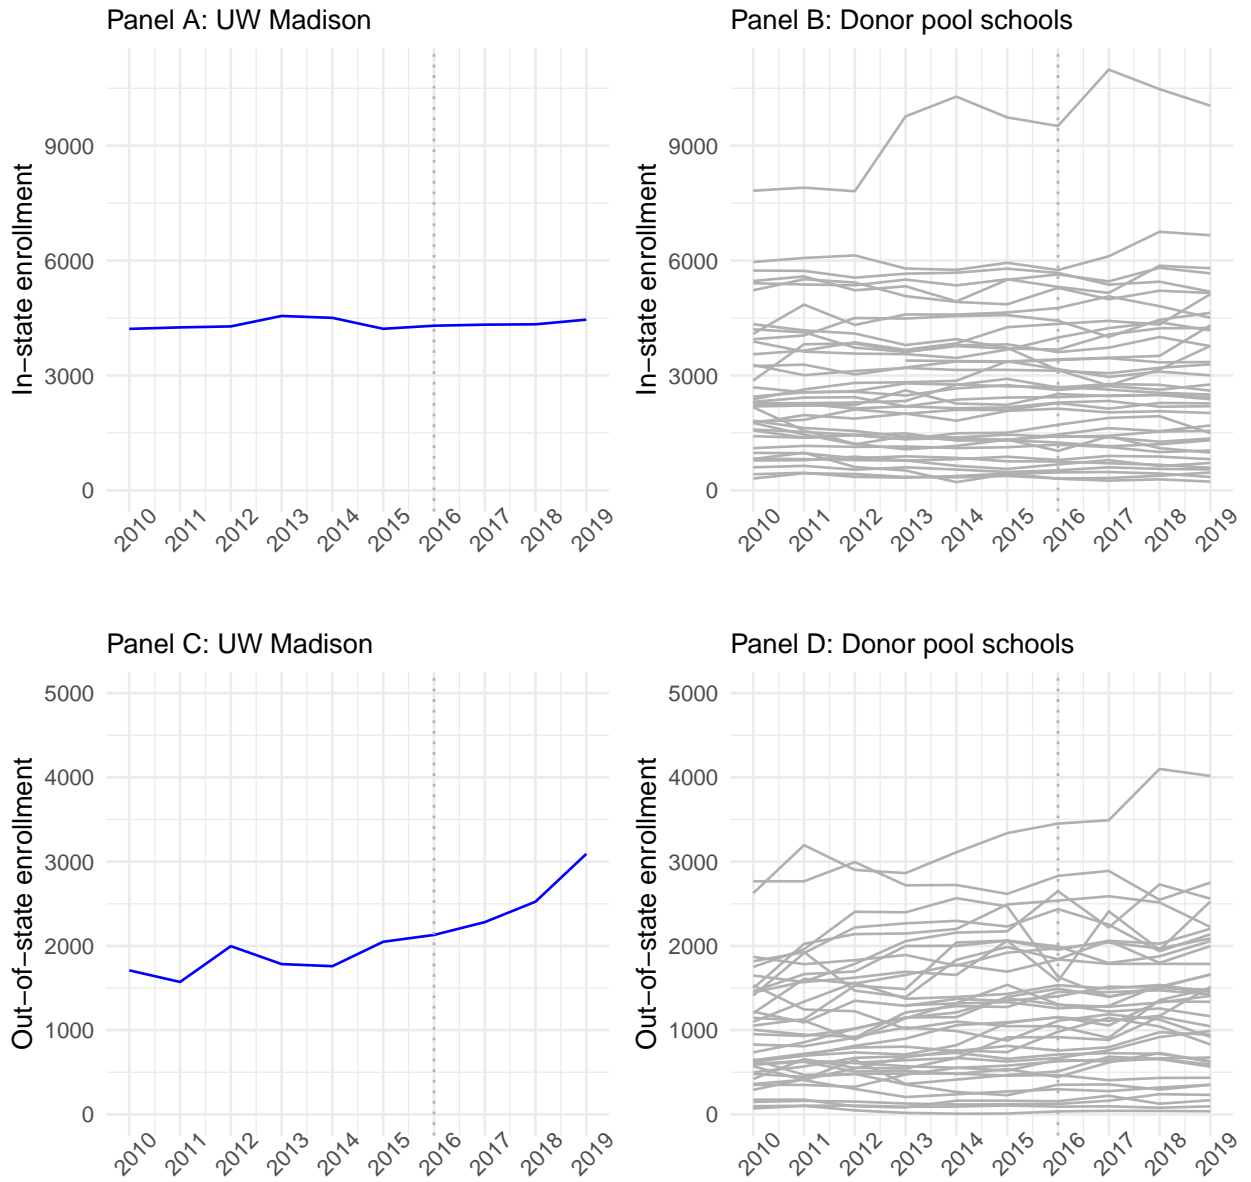 Panel A: UW Madison
In−state enrollment
9000
6000
3000
0
2010 2011 2012 2013 2014 2015 2016 2017 2018 2019
Panel B: Donor pool schools
In−state enrollment
9000
6000
3000
0
2010 2011 2012 2013 2014 2015 2016 2017 2018 2019
Panel C: UW Madison
Out−of−state enrollment
5000
4000
3000
2000
1000
0
2010 2011 2012 2013 2014 2015 2016 2017 2018 2019
Panel D: Donor pool schools
Out−of−state enrollment
5000
4000
3000
2000
1000
0
2010 2011 2012 2013 2014 2015 2016 2017 2018 2019